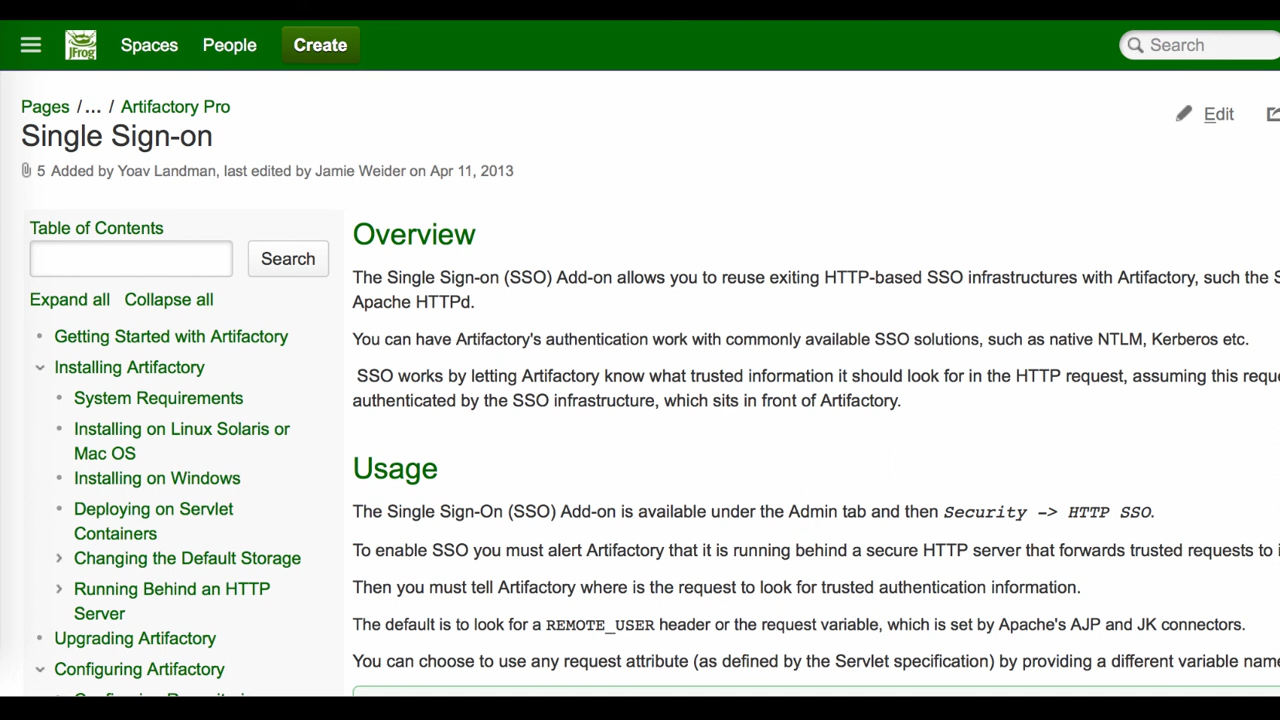 JFrog
Spaces People Create
Search
Pages /... / Artifactory Pro
Edit
Single Sign-on
5 Added by Yoav Landman, last edited by Jamie Weider on Apr 11, 2013
Table of Contents
Search
Expand all Collapse all
Getting Started with Artifactory
Installing Artifactory
System Requirements
Installing on Linux Solaris or
Mac OS
Installing on Windows
Deploying on Servlet
Containers
Changing the Default Storage
Running Behind an HTTP
Server
Upgrading Artifactory
Configuring Artifactory
Overview
The Single Sign-on (SSO) Add-on allows you to reuse exiting HTTP-based SSO infrastructures with Artifactory, such the
Apache HTTPd.
You can have Artifactory's authentication work with commonly available SSO solutions, such as native NTLM, Kerberos etc.
SSO works by letting Artifactory know what trusted information it should look for in the HTTP request, assuming this
authenticated by the SSO infrastructure, which sits in front of Artifactory.
Usage
The Single Sign-On (SSO) Add-on is available under the Admin tab and then Security -> HTTP SSO.
To enable SSO you must alert Artifactory that it is running behind a secure HTTP server that forwards trusted requests to
Then you must tell Artifactory where is the request to look for trusted authentication information.
The default is to look for a REMOTE_USER header or the request variable, which is set by Apache's AJP and JK connectors.
You can choose to use any request attribute (as defined by the Servlet specification) by providing a different variable name